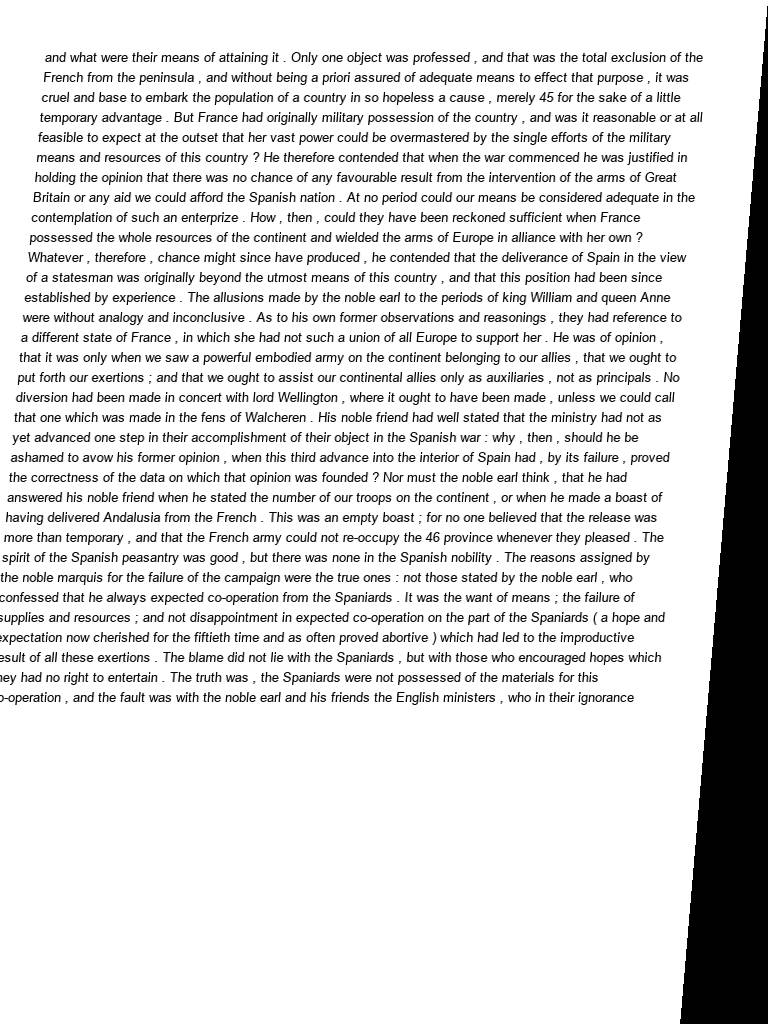 and what were their means of attaining it . Only one object was professed , and that was the total exclusion of the
French from the peninsula , and without being a priori assured of adequate means to effect that purpose , it was
cruel and base to embark the population of a country in so hopeless a cause , merely 45 for the sake of a little
temporary advantage . But France had originally military possession of the country , and was it reasonable or at all
feasible to expect at the outset that her vast power could be overmastered by the single efforts of the military
means and resources of this country ? He therefore contended that when the war commenced he was justified in
holding the opinion that there was no chance of any favourable result from the intervention of the arms of Great
Britain or any aid we could afford the Spanish nation . At no period could our means be considered adequate in the
contemplation of such an enterprize . How , then , could they have been reckoned sufficient when France
possessed the whole resources of the continent and wielded the arms of Europe in alliance with her own ?
Whatever , therefore , chance might since have produced , he contended that the deliverance of Spain in the view
of a statesman was originally beyond the utmost means of this country , and that this position had been since
established by experience . The allusions made by the noble earl to the periods of king William and queen Anne
were without analogy and inconclusive . As to his own former observations and reasonings , they had reference to
a different state of France , in which she had not such a union of all Europe to support her . He was of opinion ,
that it was only when we saw a powerful embodied army on the continent belonging to our allies , that we ought to
put forth our exertions ; and that we ought to assist our continental allies only as auxiliaries , not as principals . No
diversion had been made in concert with lord Wellington , where it ought to have been made , unless we could call
that one which was made in the fens of Walcheren . His noble friend had well stated that the ministry had not as
yet advanced one step in their accomplishment of their object in the Spanish war : why , then , should he be
ashamed to avow his former opinion , when this third advance into the interior of Spain had , by its failure , proved
the correctness of the data on which that opinion was founded ? Nor must the noble earl think , that he had
answered his noble friend when he stated the number of our troops on the continent , or when he made a boast of
having delivered Andalusia from the French . This was an empty boast ; for no one believed that the release was
more than temporary , and that the French army could not re-occupy the 46 province whenever they pleased . The
spirit of the Spanish peasantry was good , but there was none in the Spanish nobility . The reasons assigned by
the noble marquis for the failure of the campaign were the true ones : not those stated by the noble earl , who
confessed that he always expected co-operation from the Spaniards . It was the want of means ; the failure of
supplies and resources ; and not disappointment in expected co-operation on the part of the Spaniards ( a hope and
expectation now cherished for the fiftieth time and as often proved abortive ) which had led to the improductive
esult of all these exertions . The blame did not lie with the Spaniards , but with those who encouraged hopes which
hey had no right to entertain . The truth was , the Spaniards were not possessed of the materials for this
o-operation , and the fault was with the noble earl and his friends the English ministers , who in their ignorance